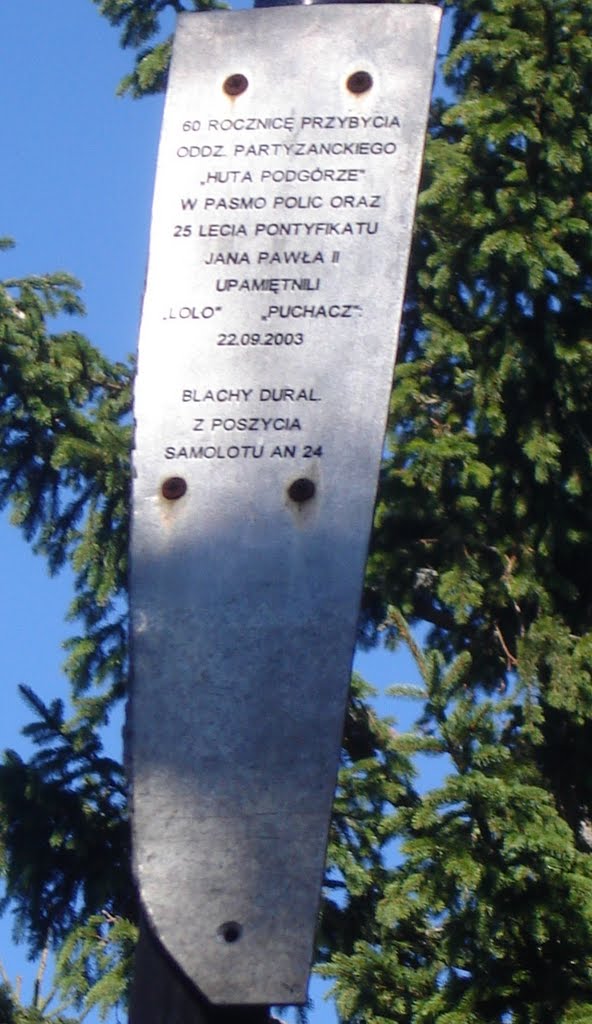 60 ROCZNICĘ PRZYBYCIA
ODDZ. PARTYZANCKIEGO
„HUTA PODGÓRZE"
W PASMO POLIC ORAZ
25 LECIA PONTYFIKATU
JANA PAWŁA II
UPAMIĘTNILI
„LOLO" „PUCHACZ":
22.09.2003
BLACHY DURAL.
Z POSZYCIA
SAMOLOTU AN 24